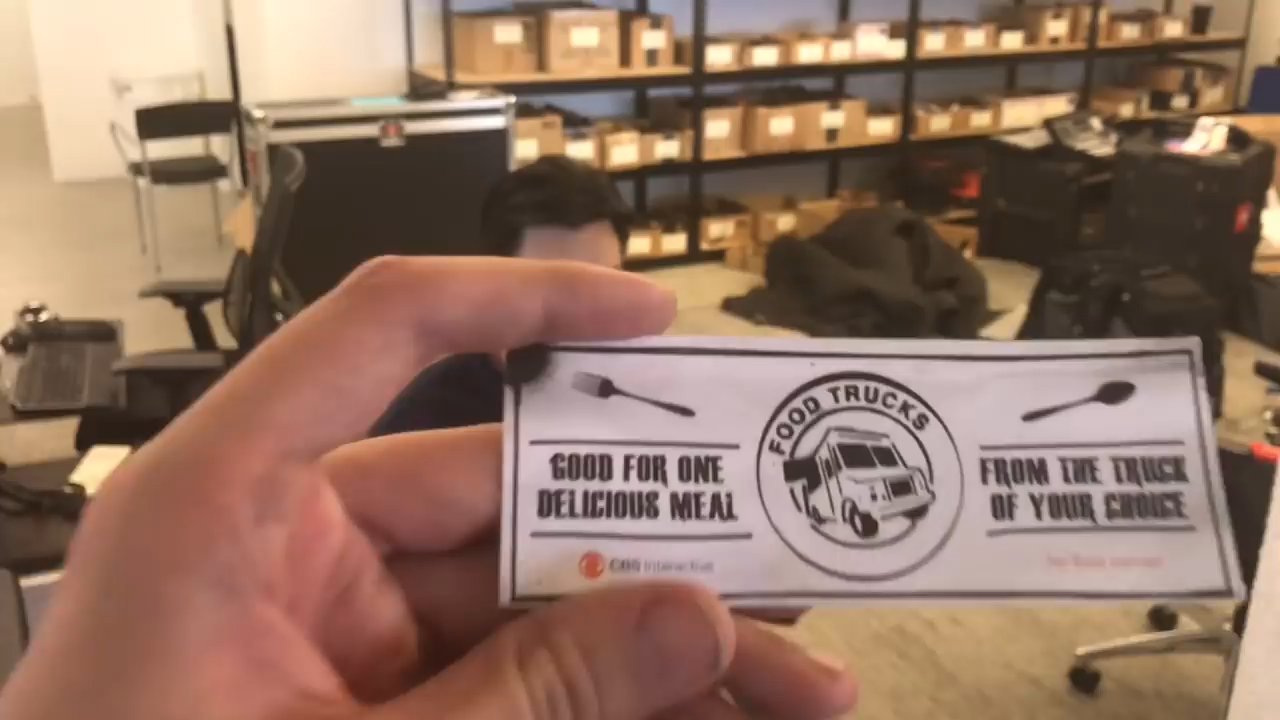 FOOD TRUCKS
GOOD FOR ONE
DELICIOUS MEAL
FROM THE TRUCK
OF YOUR CHOICE
CBS Interactive